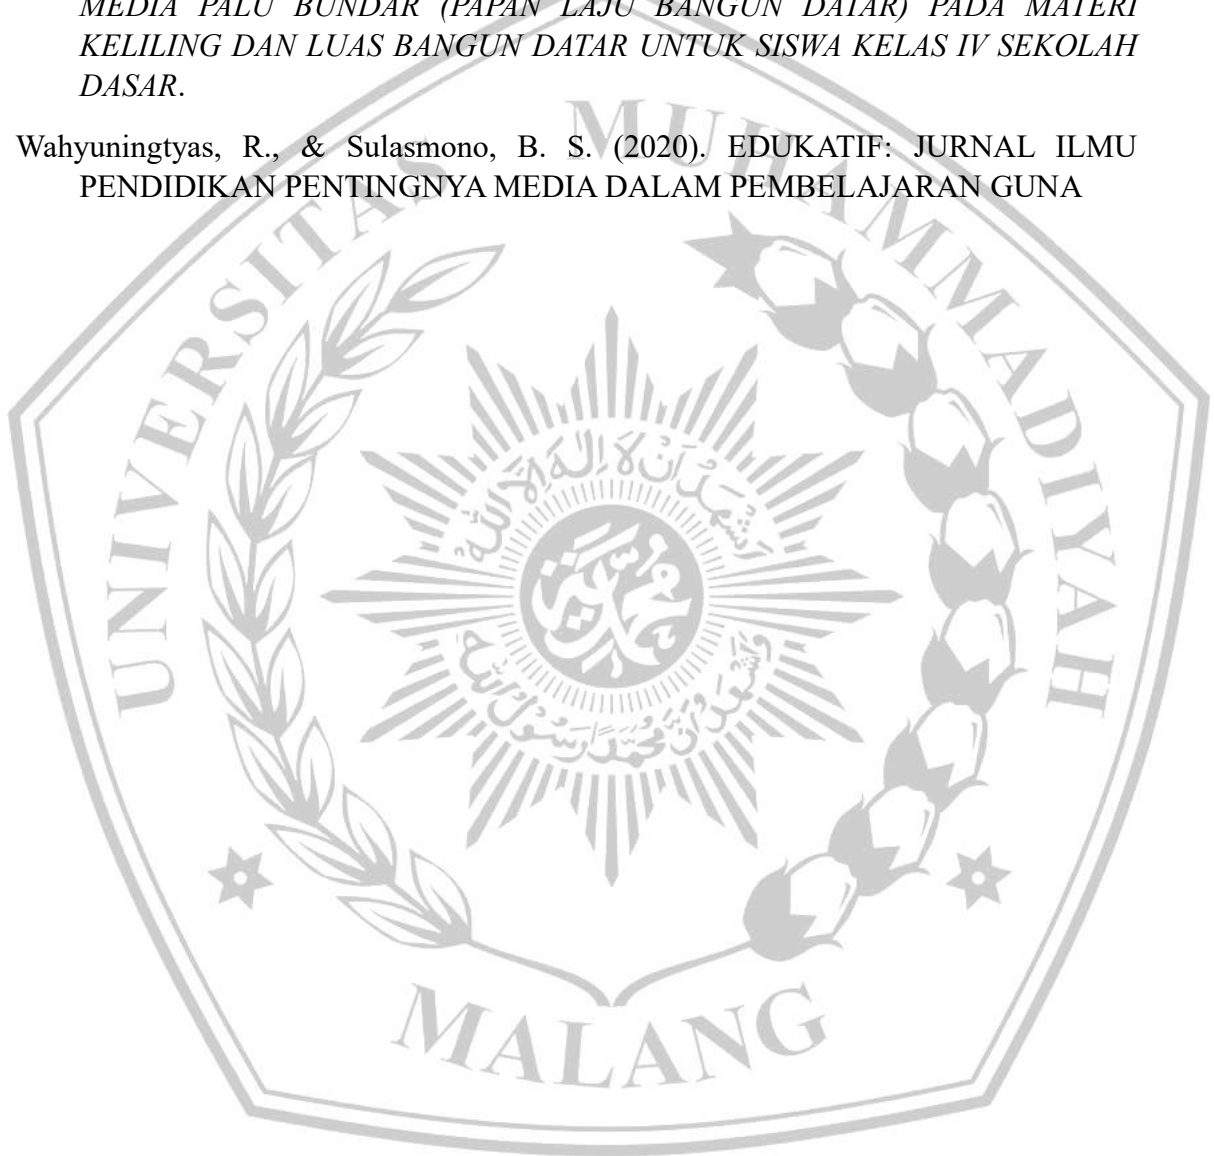 MEDIA PALU BUNDAR (PAPAN LAJU BANGUN DATAR) PADA MATERI
KELILING DAN LUAS BANGUN DATAR UNTUK SISWA KELAS IV SEKOLAH
DASAR.
Wahyuningtyas, R., & Sulasmono, B. S. (2020). EDUKATIF: JURNAL ILMU
PENDIDIKAN PENTINGNYA MEDIA DALAM PEMBELAJARAN GUNA
UNIVERSITAS MUHAMMADIYAH
MALANG